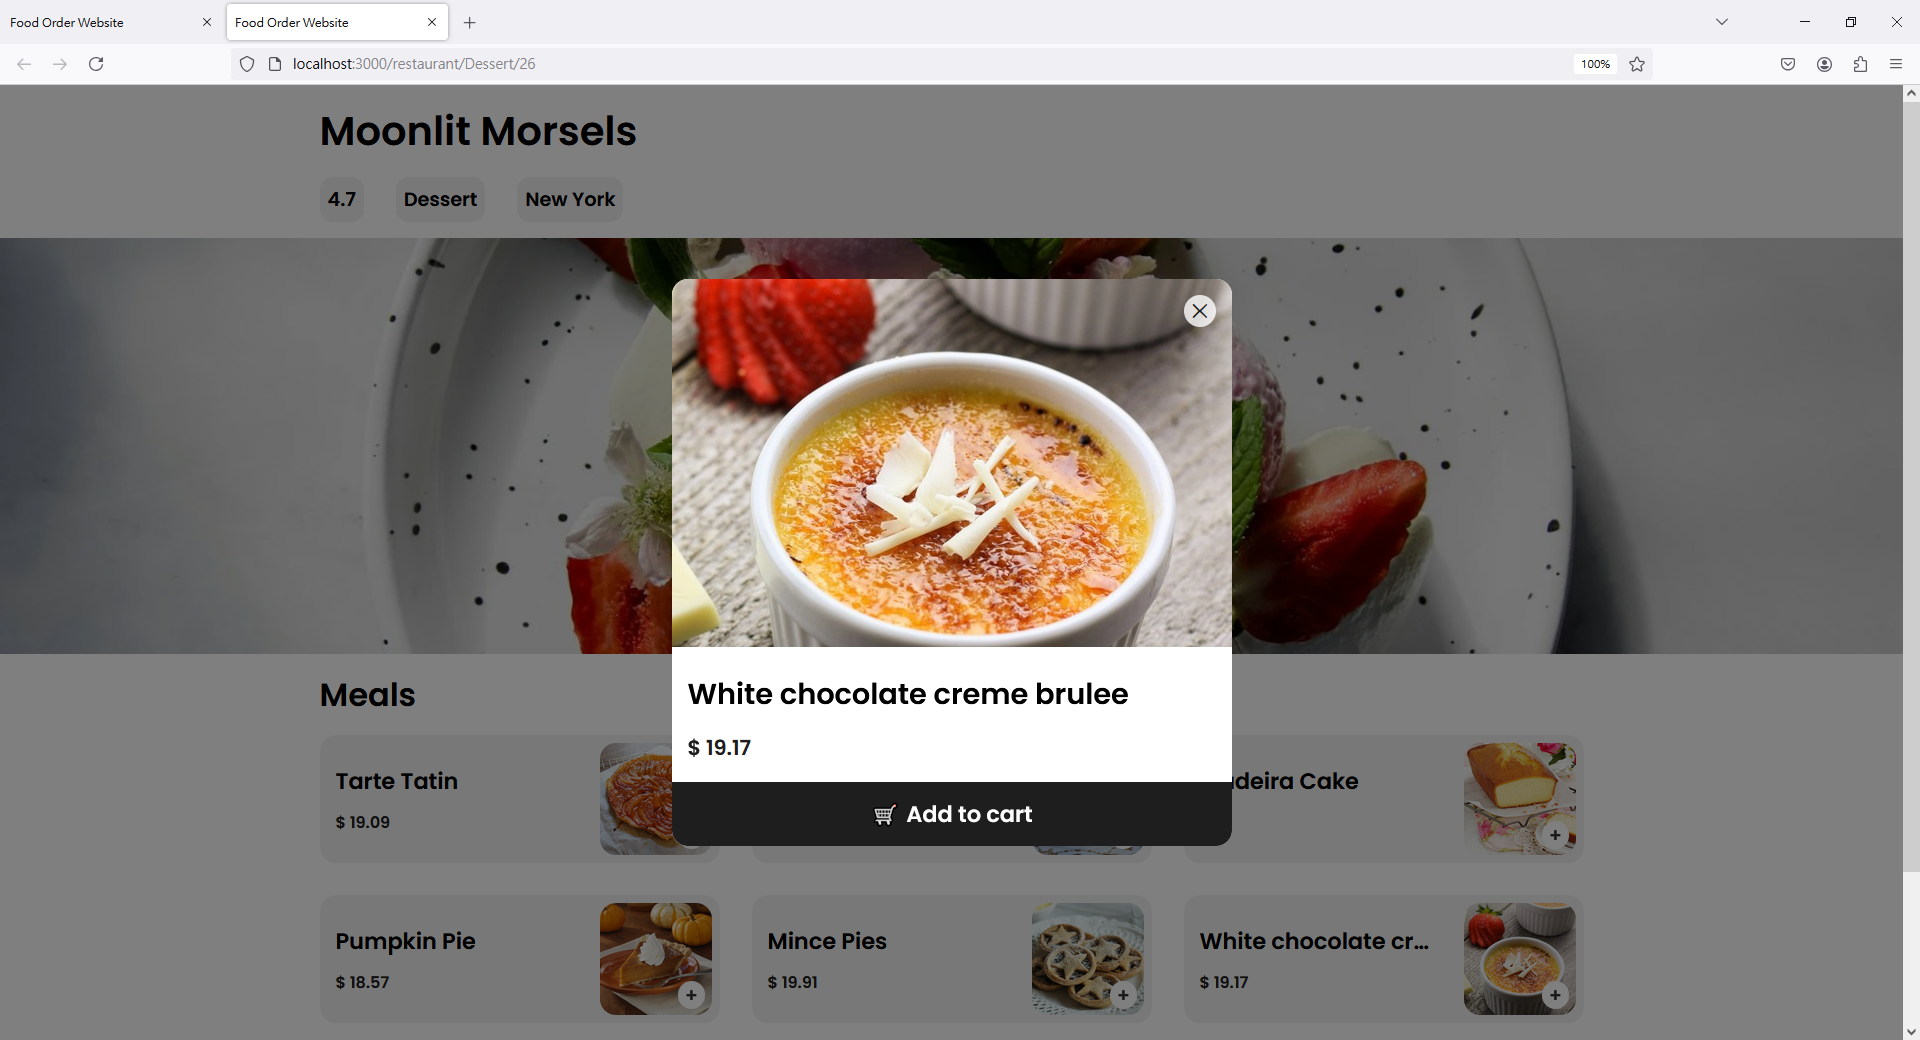 Food Order Website
Food Order Website
localhost:3000/restaurant/Dessert/26
100%
Moonlit Morsels
4.7
Dessert
New York
White chocolate creme brulee
$ 19.17
Add to cart
Meals
Tarte Tatin
$ 19.09
deira Cake
Pumpkin Pie
$ 18.57
Mince Pies
$ 19.91
White chocolate cr...
$ 19.17